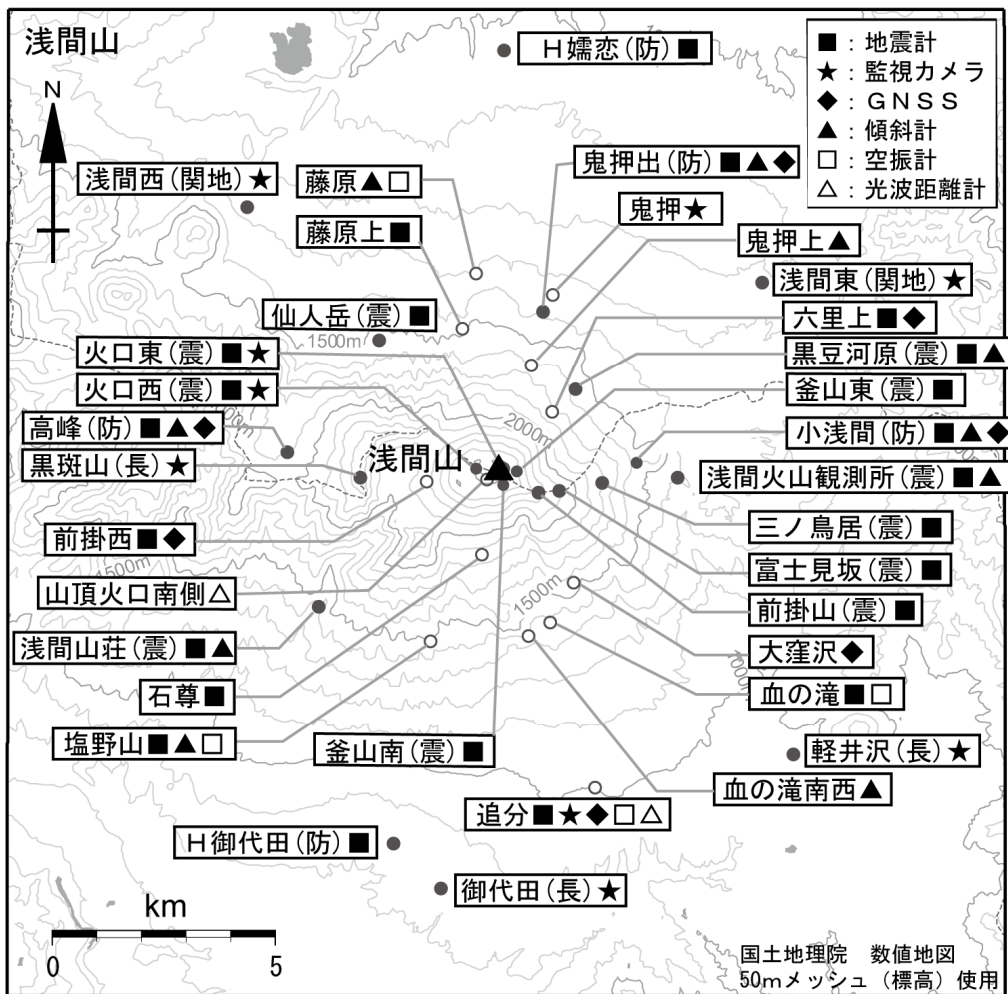 浅間山
N
H嬬恋(防)■
■：地震計
★：監視カメラ
◆：GNSS
▲：傾斜計
□：空振計
△：光波距離計
浅間西(関地)★
藤原▲□
鬼押出(防)■▲◆
鬼押★
藤原上■
鬼押上▲
浅間東(関地)★
仙人岳(震)■
六里上■◆
1500m
火口東(震)■★
黒豆河原(震)■▲
火口西(震)■★
釜山東(震)■
高峰(防)■▲◆
2000m
小浅間(防)■▲◆
黒斑山(長)★
浅間山
浅間火山観測所(震)■▲
前掛西■◆
三ノ鳥居(震)■
1500m
富士見坂(震)■
山頂火口南側△
1500m
前掛山(震)■
浅間山荘(震)■▲
大窪沢◆
石尊■
血の滝■□
塩野山■▲□
釜山南(震)■
軽井沢(長)★
血の滝南西▲
追分■★◆□△
H御代田(防)■
御代田(長)★
km
0 5
国土地理院　数値地図
50mメッシュ（標高）使用